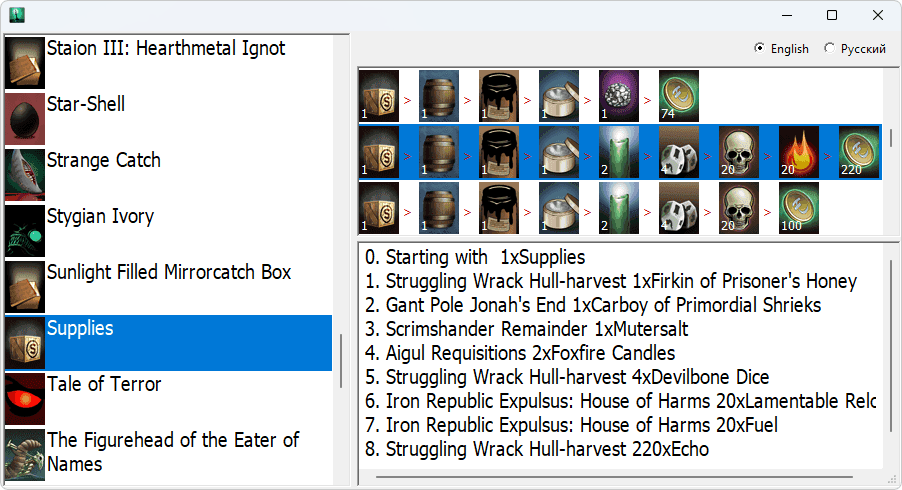 English
Русский
Staion III: Hearthmetal Ignot
Star-Shell
Strange Catch
Stygian Ivory
Sunlight Filled Mirrorcatch Box
Supplies
Tale of Terror
The Figurehead of the Eater of
Names
1 > 1 > 1 > 1 > 1 > 74
1 > 1 > 1 > 1 > 2 > 4 > 20 > 20 > 220
1 > 1 > 1 > 1 > 2 > 4 > 20 > 100
0. Starting with 1xSupplies
1. Struggling Wrack Hull-harvest 1xFirkin of Prisoner's Honey
2. Gant Pole Jonah's End 1xCarboy of Primordial Shrieks
3. Scrimshander Remainder 1xMutersalt
4. Aigul Requisitions 2xFoxfire Candles
5. Struggling Wrack Hull-harvest 4xDevilbone Dice
6. Iron Republic Expulsus: House of Harms 20xLamentable Relc
7. Iron Republic Expulsus: House of Harms 20xFuel
8. Struggling Wrack Hull-harvest 220xEcho